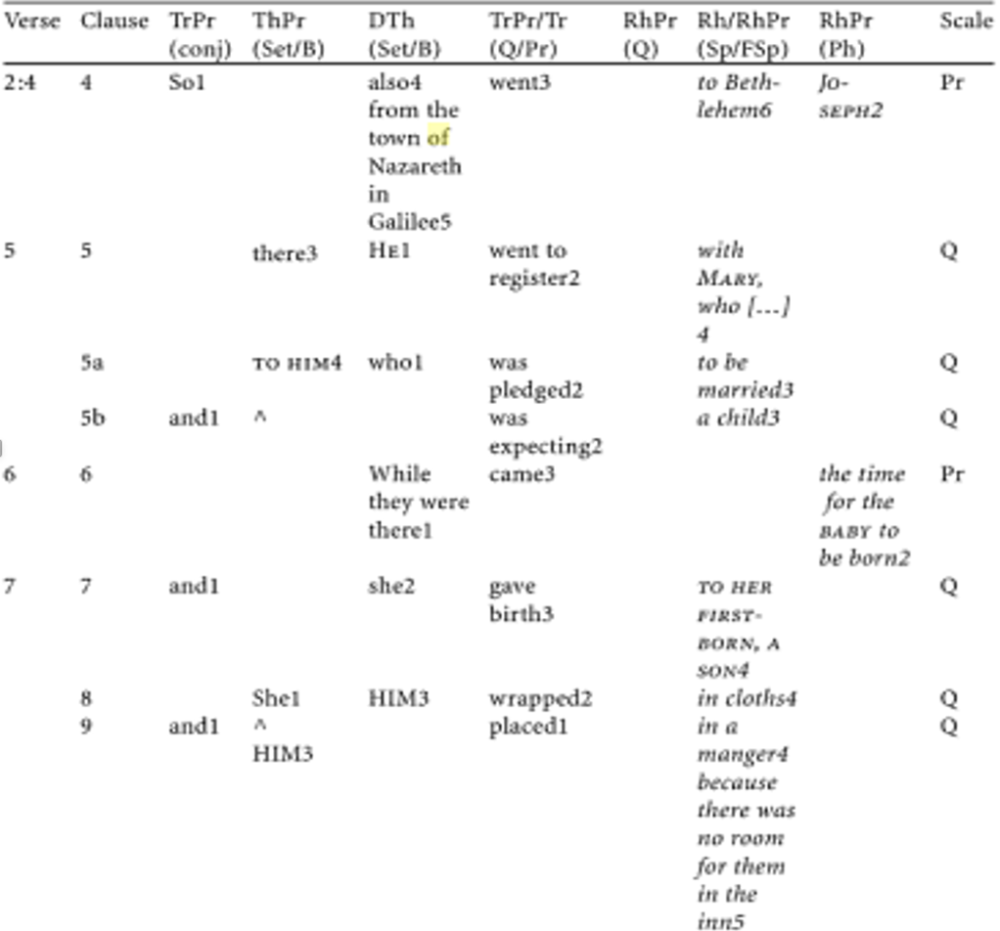 Verse Clause TrPr ThPr DTh TrPr/Tr RhPr Rh/RhPr RhPr Scale
(conj) (Set/B) (Set/B) (Q/Pr) (Q) (Sp/FSp) (Ph)
2:4 4 So1 also4 went3 to Beth- Jo- Pr
from the lehem6 SEPH2
town of
Nazareth
in
Galilee5
5 5 there3 HE1 went to with Q
register2 MARY,
who […]
4
5a TO HIM4 who1 was to be Q
pledged2 married3
5b and1 ^ was a child3 Q
expecting2
6 6 While came3 the time Pr
they were for the
there1 BABY to
be born2
7 7 and1 she2 gave TO HER Q
birth3 FIRST-
BORN, A
SON4
8 She1 HIM3 wrapped2 in cloths4 Q
9 and1 ^ placed1 in a Q
HIM3 manger4
because
there was
no room
for them
in the
inn5